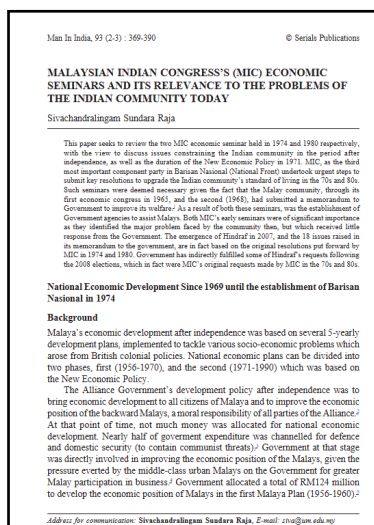 Man In India, 93 (2-3) : 369-390
© Serials Publications
MALAYSIAN INDIAN CONGRESS'S (MIC) ECONOMIC
SEMINARS AND ITS RELEVANCE TO THE PROBLEMS OF
THE INDIAN COMMUNITY TODAY
Sivachandralingam Sundara Raja
This paper seeks to review the two MIC economic seminar held in 1974 and 1980 respectively,
with the view to discuss issues constraining the Indian community in the period after
independence, as well as the duration of the New Economic Policy in 1971. MIC, as the third
most important component party in Barisan Nasional (National Front) undertook urgent steps to
submit key resolutions to upgrade the Indian community's standard of living in the 70s and 80s.
Such seminars were deemed necessary given the fact that the Malay community, through its
first economic congress in 1965, and the second (1968), had submitted a memorandum to
Government to improve its welfare.1 As a result of both these seminars, was the establishment of
Government agencies to assist Malays. Both MIC's early seminars were of significant importance
as they identified the major problem faced by the community then, but which received little
response from the Government. The emergence of Hindraf in 2007, and the 18 issues raised in
its memorandum to the government, are in fact based on the original resolutions put forward by
MIC in 1974 and 1980. Government has indirectly fulfilled some of Hindraf's requests following
the 2008 elections, which in fact were MIC's original requests made by MIC in the 70s and 80s.
National Economic Development Since 1969 until the establishment of Barisan
Nasional in 1974
Background
Malaya's economic development after independence was based on several 5-yearly
development plans, implemented to tackle various socio-economic problems which
arose from British colonial policies. National economic plans can be divided into
two phases, first (1956-1970), and the second (1971-1990) which was based on
the New Economic Policy.
The Alliance Government's development policy after independence was to
bring economic development to all citizens of Malaya and to improve the economic
position of the backward Malays, a moral responsibility of all parties of the Alliance.2
At that point of time, not much money was allocated for national economic
development. Nearly half of goverment expenditure was channelled for defence
and domestic security (to contain communist threats).3 Government at that stage
was directly involved in improving the economic position of the Malays, given the
pressure everted by the middle-class urban Malays on the Government for greater
Malay participation in business.4 Government allocated a total of RM124 million
to develop the economic position of Malays in the first Malaya Plan (1956-1960).5
Address for communication: Sivachandralingam Sundara Raja, E-mail: siva@um.edu.my